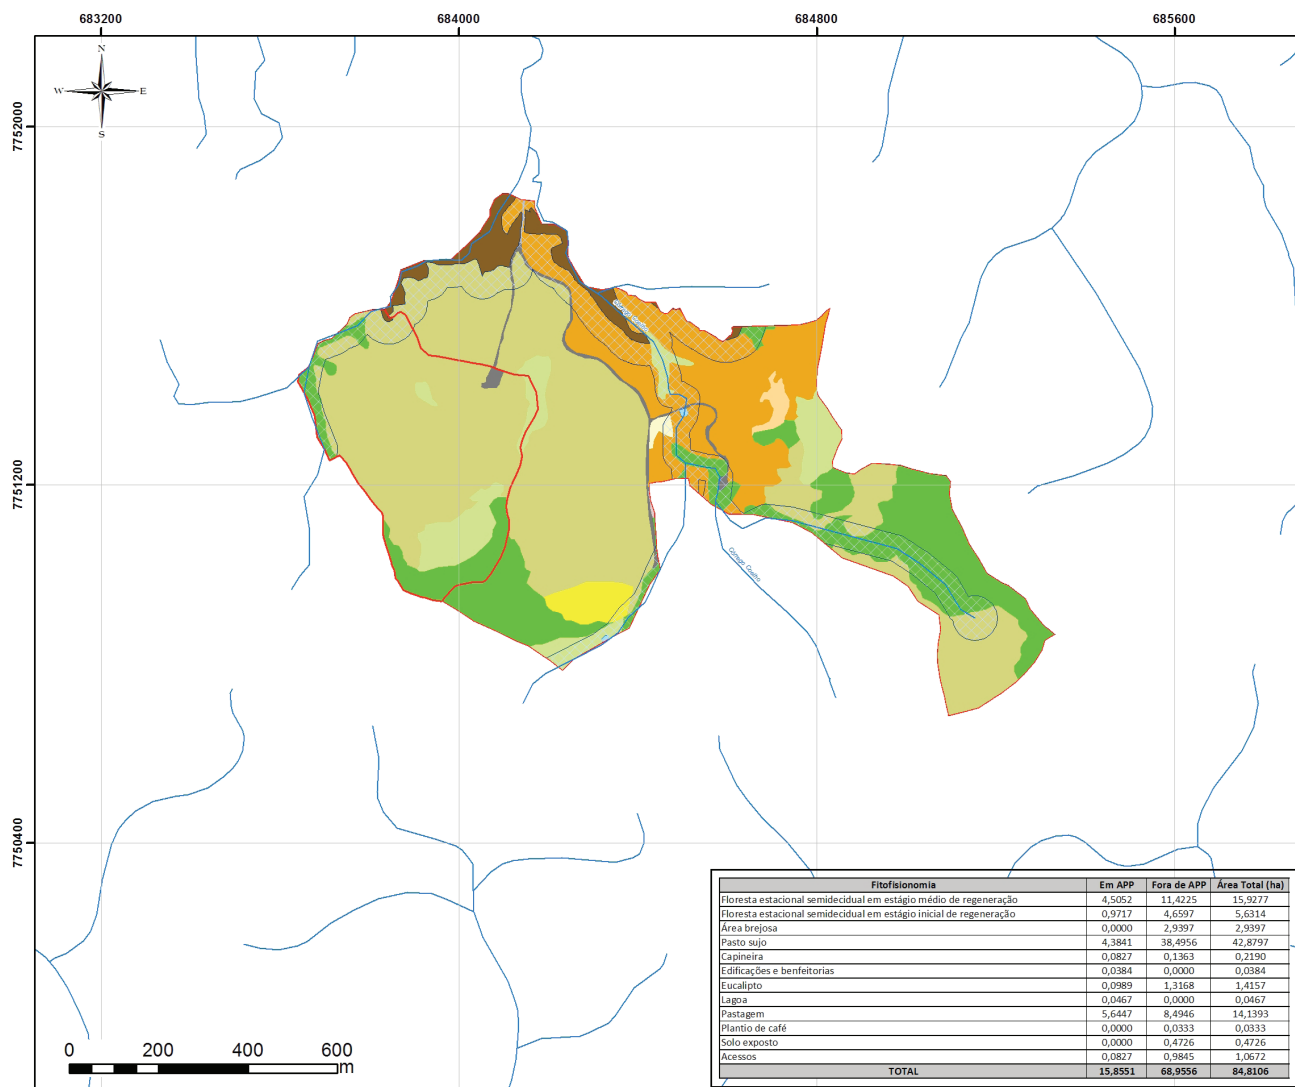 683200 684000 684800 685600
N
W E
S
7752000
Córrego Coelho
7751200
Córrego Coelho
7750400
Fitofisionomia Em APP Fora de APP Área Total (ha)
Floresta estacional semidecidual em estágio médio de regeneração 4,5052 11,4225 15,9277
Floresta estacional semidecidual em estágio inicial de regeneração 0,9717 4,6597 5,6314
Área brejosa 0,0000 2,9397 2,9397
Pasto sujo 4,3841 38,4956 42,8797
Capineira 0,0827 0,1363 0,2190
Edificações e benfeitorias 0,0384 0,0000 0,0384
Eucalipto 0,0989 1,3168 1,4157
Lagoa 0,0467 0,0000 0,0467
Pastagem 5,6447 8,4946 14,1393
Plantio de café 0,0000 0,0333 0,0333
Solo exposto 0,0000 0,4726 0,4726
Acessos 0,0827 0,9845 1,0672
TOTAL 15,8551 68,9556 84,8106
0 200 400 600
m